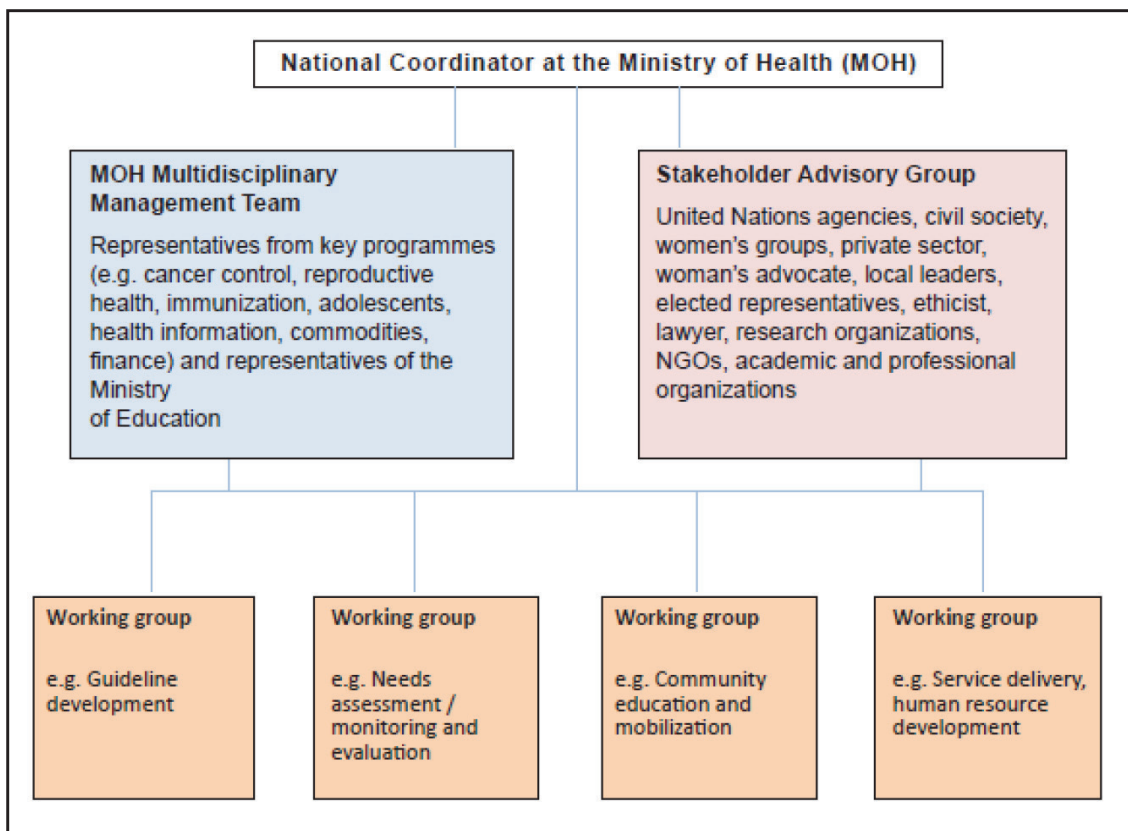 National Coordinator at the Ministry of Health (MOH)
MOH Multidisciplinary
Management Team
Representatives from key programmes
(e.g. cancer control, reproductive
health, immunization, adolescents,
health information, commodities,
finance) and representatives of the
Ministry
of Education
Stakeholder Advisory Group
United Nations agencies, civil society,
women's groups, private sector,
woman's advocate, local leaders,
elected representatives, ethicist,
lawyer, research organizations,
NGOs, academic and professional
organizations
Working group
e.g. Guideline
development
Working group
e.g. Needs
assessment /
monitoring and
evaluation
Working group
e.g. Community
education and
mobilization
Working group
e.g. Service delivery,
human resource
development